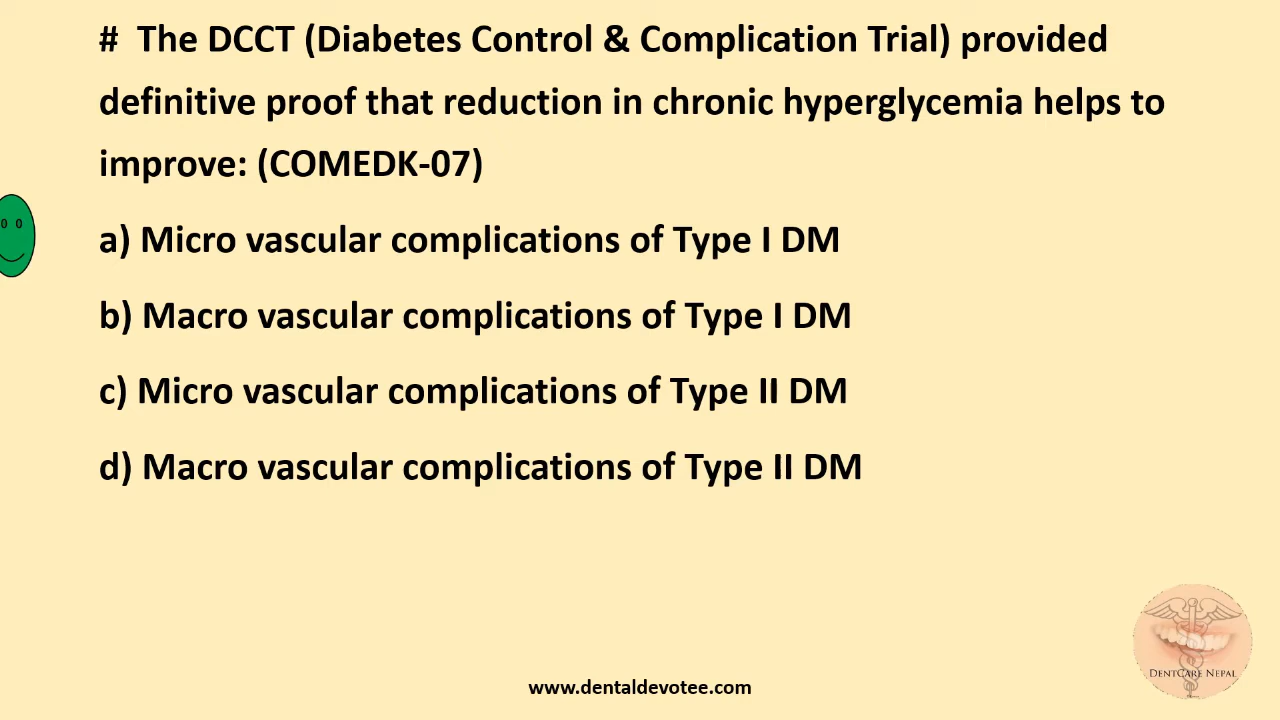 # The DCCT (Diabetes Control & Complication Trial) provided
definitive proof that reduction in chronic hyperglycemia helps to
improve: (COMEDK-07)
a) Micro vascular complications of Type I DM
b) Macro vascular complications of Type I DM
c) Micro vascular complications of Type II DM
d) Macro vascular complications of Type II DM
DENTCARE NEPAL
www.dentaldevotee.com